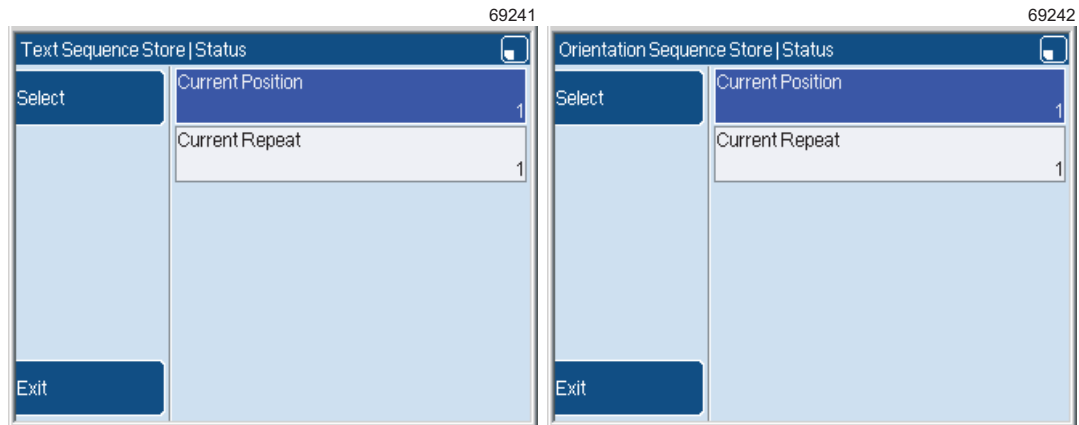 69241
Text Sequence Store | Status
Select
Current Position
1
Current Repeat
1
Exit
69242
Orientation Sequence Store | Status
Select
Current Position
1
Current Repeat
1
Exit